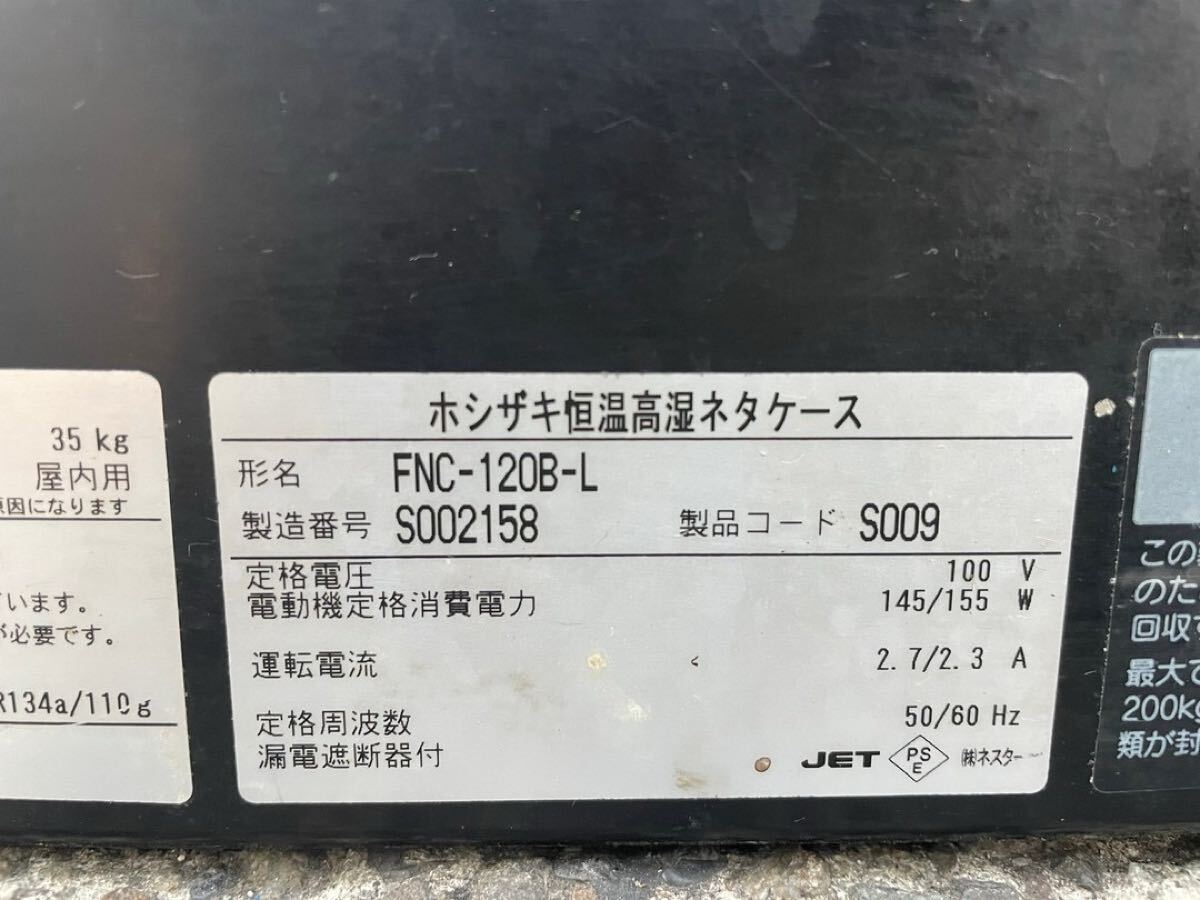 35 kg
屋内用
原因になります
います。
が必要です。
R134a/110g
ホシザキ恒温高湿ネタケース
形名 FNC-120B-L
製造番号 S002158 製品コード S009
定格電圧 100 V
電動機定格消費電力 145/155 W
運転電流 2.7/2.3 A
定格周波数 50/60 Hz
漏電遮断器付 JET PSE ㈱ネスター
この
のた
回収す
最大で
200kg
類が封